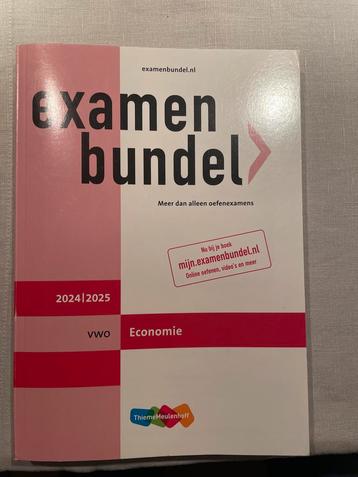 examenbundel.nl
examen
bundel
Meer dan alleen oefenexamens
Nu bij je boek
mijn.examenbundel.nl
Online oefenen, video's en meer
2024|2025
vwo
Economie
ThiemeMeulenhoff